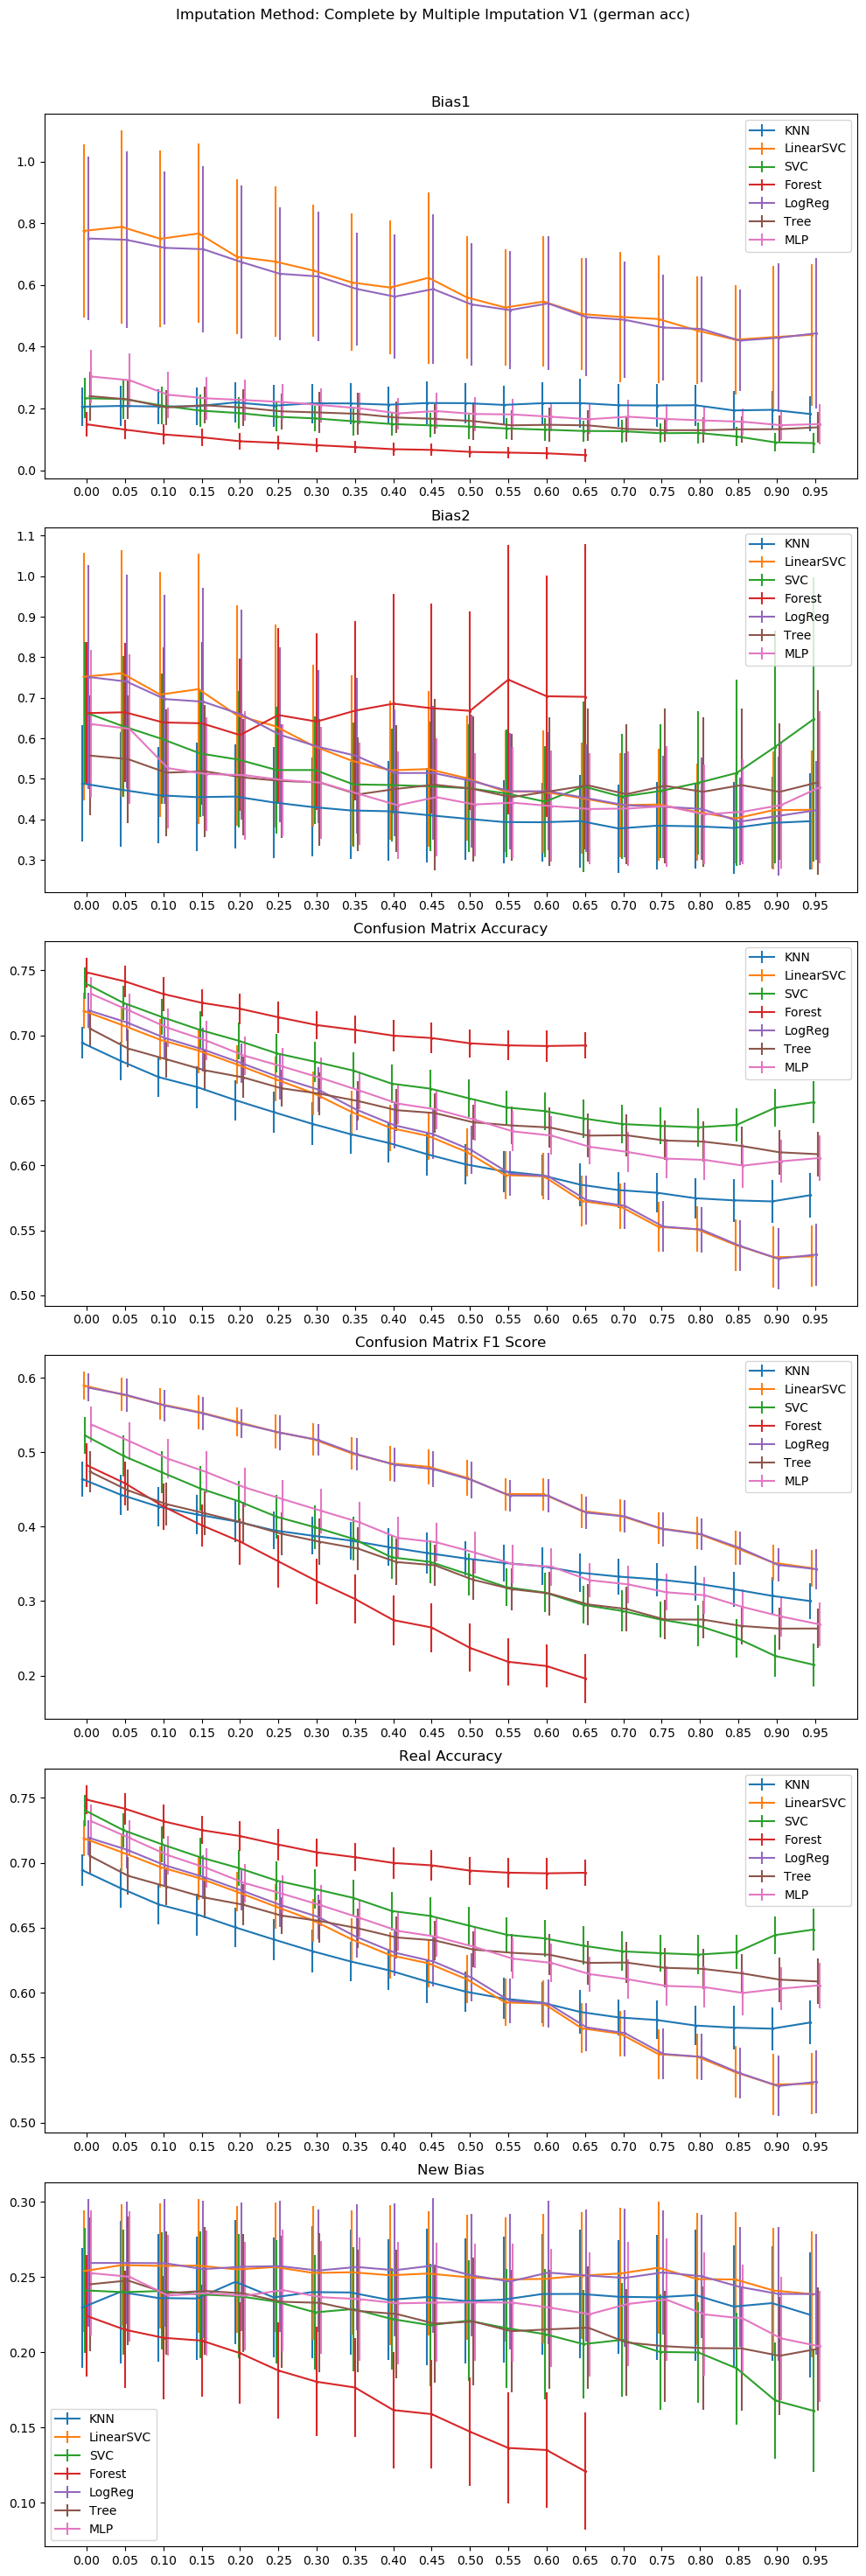 Imputation Method: Complete by Multiple Imputation V1 (german acc)
Bias1
1.0
0.8
0.6
0.4
0.2
0.0
KNN
LinearSVC
SVC
Forest
LogReg
Tree
MLP
0.00 0.05 0.10 0.15 0.20 0.25 0.30 0.35 0.40 0.45 0.50 0.55 0.60 0.65 0.70 0.75 0.80 0.85 0.90 0.95
Bias2
1.1
1.0
0.9
0.8
0.7
0.6
0.5
0.4
0.3
KNN
LinearSVC
SVC
Forest
LogReg
Tree
MLP
0.00 0.05 0.10 0.15 0.20 0.25 0.30 0.35 0.40 0.45 0.50 0.55 0.60 0.65 0.70 0.75 0.80 0.85 0.90 0.95
Confusion Matrix Accuracy
0.75
0.70
0.65
0.60
0.55
0.50
KNN
LinearSVC
SVC
Forest
LogReg
Tree
MLP
0.00 0.05 0.10 0.15 0.20 0.25 0.30 0.35 0.40 0.45 0.50 0.55 0.60 0.65 0.70 0.75 0.80 0.85 0.90 0.95
Confusion Matrix F1 Score
0.6
0.5
0.4
0.3
0.2
KNN
LinearSVC
SVC
Forest
LogReg
Tree
MLP
0.00 0.05 0.10 0.15 0.20 0.25 0.30 0.35 0.40 0.45 0.50 0.55 0.60 0.65 0.70 0.75 0.80 0.85 0.90 0.95
Real Accuracy
0.75
0.70
0.65
0.60
0.55
0.50
KNN
LinearSVC
SVC
Forest
LogReg
Tree
MLP
0.00 0.05 0.10 0.15 0.20 0.25 0.30 0.35 0.40 0.45 0.50 0.55 0.60 0.65 0.70 0.75 0.80 0.85 0.90 0.95
New Bias
0.30
0.25
0.20
0.15
0.10
KNN
LinearSVC
SVC
Forest
LogReg
Tree
MLP
0.00 0.05 0.10 0.15 0.20 0.25 0.30 0.35 0.40 0.45 0.50 0.55 0.60 0.65 0.70 0.75 0.80 0.85 0.90 0.95